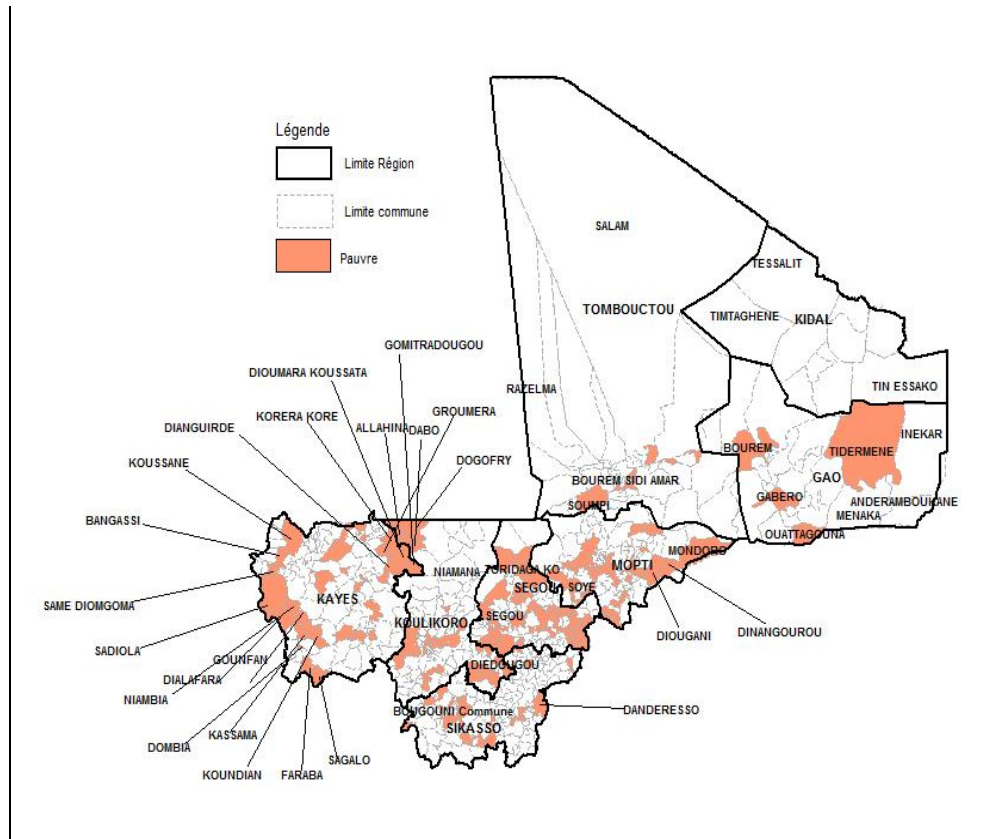 Légende
Limite Région
Limite commune
Pauvre
SALAM
TESSALIT
TOMBOUCTOU
TIMTAGHENE
KIDAL
GOMITRADOUGOU
DIOUMARA KOUSSATA
RAZELMA
TIN ESSAKO
KORERA KORE
GROUMERA
ALLAHINA
DABO
DIANGUIRDE
INEKAR
BOUREM
TIDERMENE
KOUSSANE
DOGOFRY
GAO
BOUREM SIDI AMAR
GABERO
ANDERAMBOUKANE
SOUMPI
MENAKA
BANGASSI
OUATTAGOUNA
MONDORO
NIAMANA
TORIDAGA KO
MOPTI
SEGOU
SOYE
KAYES
SAME DIOMGOMA
SEGOU
KOULIKORO
DINANGOUROU
DIOUGANI
SADIOLA
GOUNFAN
DIEDOUGOU
DIALAFARA
NIAMBIA
BOUGOUNI Commune
DANDERESSO
SIKASSO
KASSAMA
DOMBIA
SAGALO
KOUNDIAN
FARABA